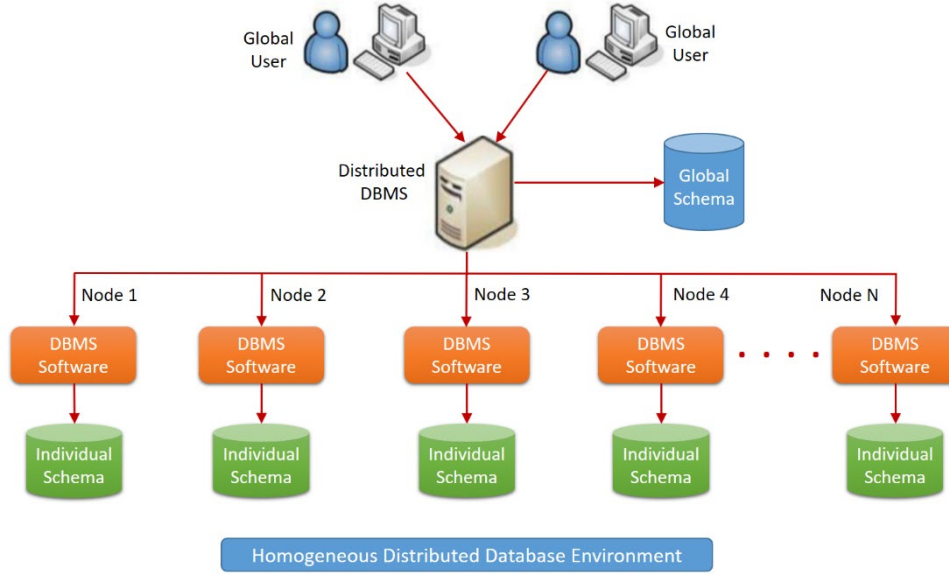 Global
User
Global
User
Distributed
DBMS
Global
Schema
Node 1
Node 2
Node 3
Node 4
Node N
DBMS
Software
DBMS
Software
DBMS
Software
DBMS
Software
DBMS
Software
Individual
Schema
Individual
Schema
Individual
Schema
Individual
Schema
Individual
Schema
Homogeneous Distributed Database Environment